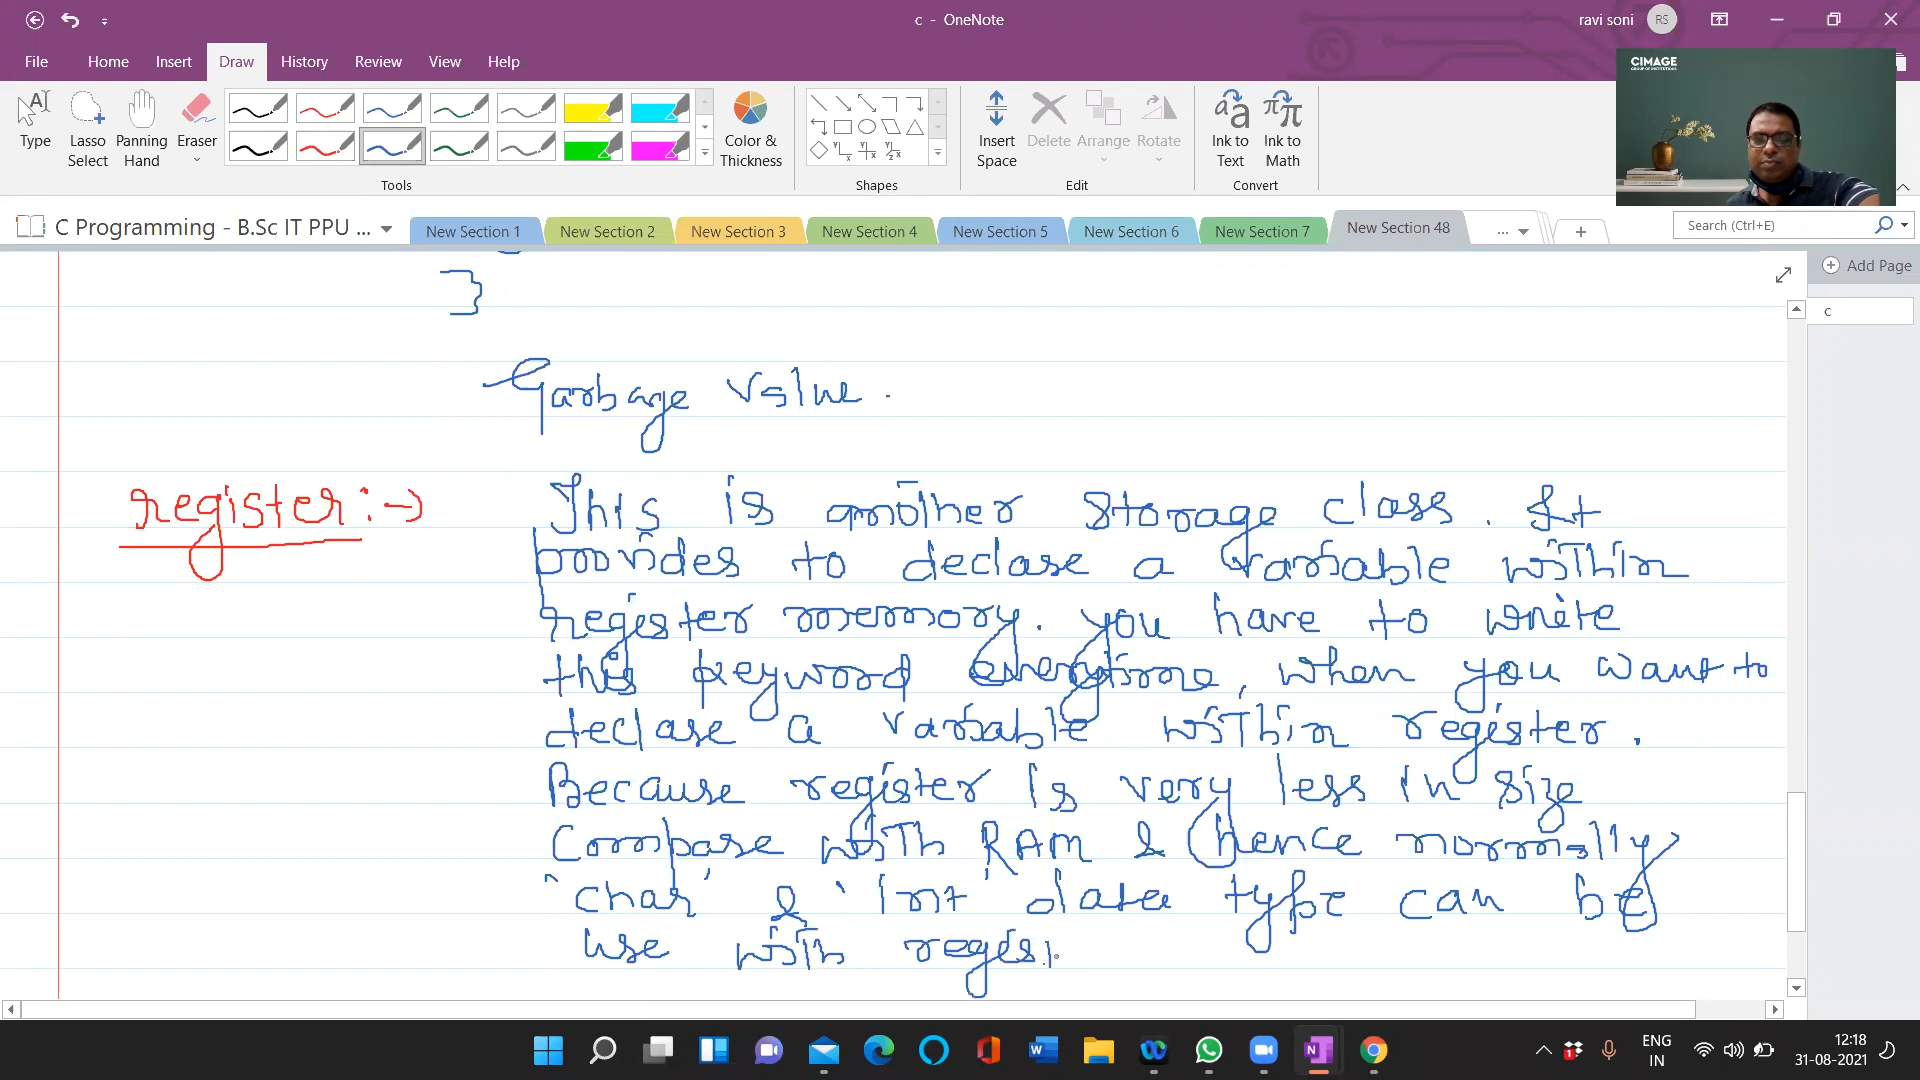 c - OneNote
ravi soni RS
File Home Insert Draw History Review View Help
CIMAGE
GROUP OF INSTITUTIONS
Type Lasso Select Panning Hand Eraser Color & Thickness Insert Space Delete Arrange Rotate Ink to Text Ink to Math
Tools Shapes Edit Convert
C Programming - B.Sc IT PPU ... New Section 1 New Section 2 New Section 3 New Section 4 New Section 5 New Section 6 New Section 7 New Section 48 ... Search (Ctrl+E)
Add Page
c
}
Garbage value.
register :→ This is another storage class. It
provides to declare a variable within
register memory. you have to write
this keyword everytime, when you want to
declare a variable within register.
Because register is very less in size
compare with RAM & hence normally
'char' & 'int' data type can be
use with regis
ENG
IN
12:18
31-08-2021